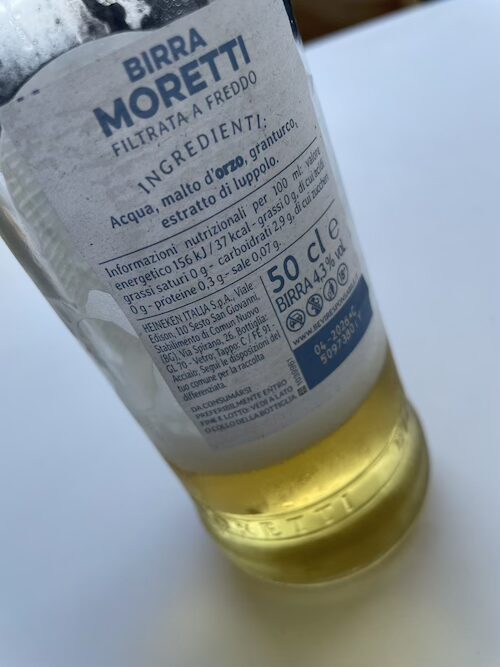 BIRRA
MORETTI
FILTRATA A FREDDO
INGREDIENTI:
Acqua, malto d'orzo, granturco,
estratto di luppolo.
Informazioni nutrizionali per 100 ml: valore
energetico 156 kJ / 37 kcal - grassi 0 g, di cui acidi
grassi saturi 0 g - carboidrati 2,9 g, di cui zuccheri
0 g - proteine 0,3 g - sale 0,07 g.
HEINEKEN ITALIA S.p.A., Viale
Edison, 110 Sesto San Giovanni,
Stabilimento di Comun Nuovo
(BG), Via Spirano, 26. Bottiglia:
GL 70 - Vetro; Tappo: C / FE 91 -
Acciaio. Segui le disposizioni del
tuo comune per la raccolta
differenziata.
DA CONSUMARSI
PREFERIBILMENTE ENTRO
FINE E LOTTO: VEDI A LATO
O COLLO DELLA BOTTIGLIA
50 cl e
BIRRA 4,3% vol.
04-2026
MORETTI